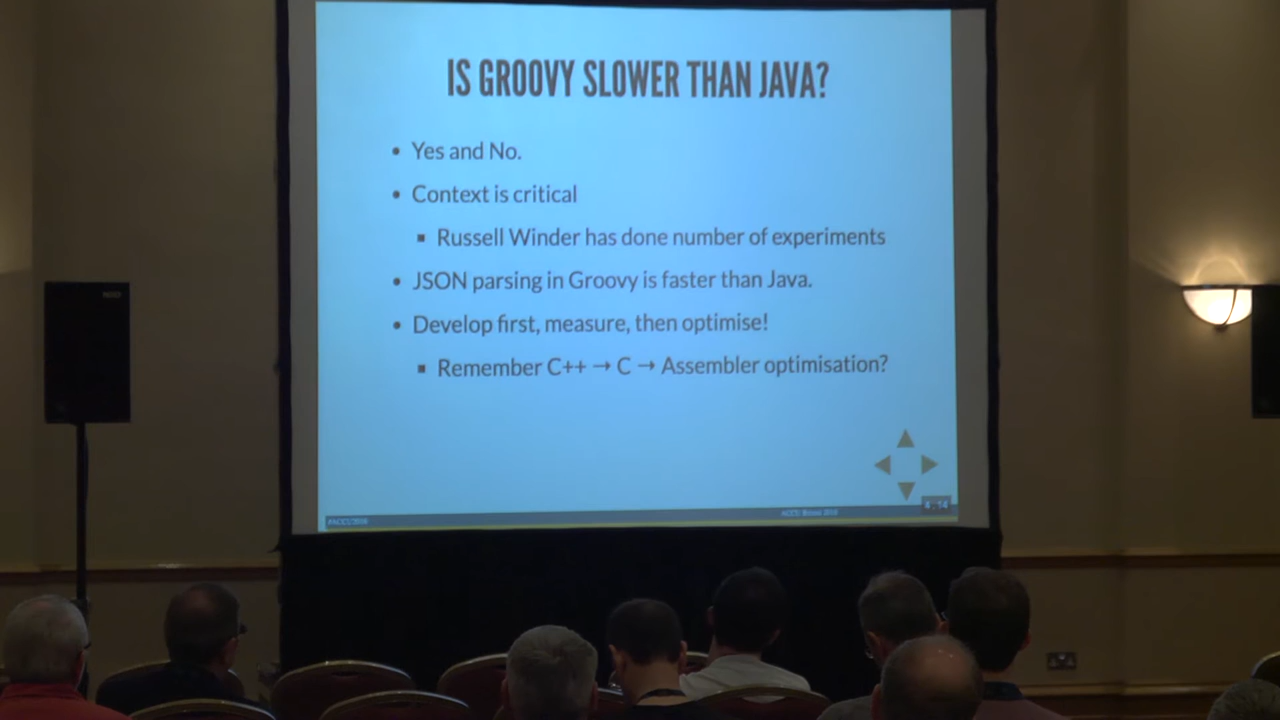 IS GROOVY SLOWER THAN JAVA?
• Yes and No.
• Context is critical
▪ Russell Winder has done number of experiments
• JSON parsing in Groovy is faster than Java.
• Develop first, measure, then optimise!
▪ Remember C++ → C → Assembler optimisation?